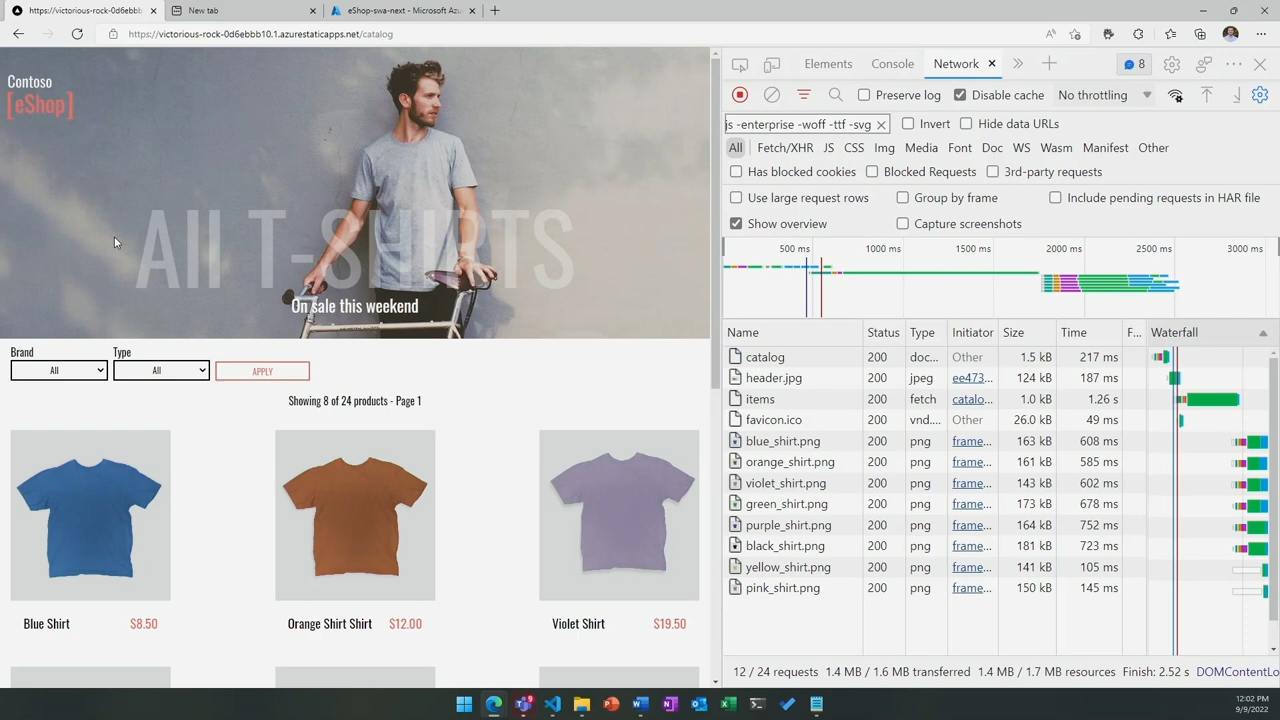 https://victorious-rock-0d6ebbb
New tab
eShop-swa-next - Microsoft Azu
https://victorious-rock-0d6ebbb10.1.azurestaticapps.net/catalog
Contoso
[eShop]
All T-SHIRTS
On sale this weekend
Brand
Type
All
All
APPLY
Showing 8 of 24 products - Page 1
Blue Shirt
$8.50
Orange Shirt Shirt
$12.00
Violet Shirt
$19.50
Elements
Console
Network
8
Preserve log
Disable cache
No throttling
js -enterprise -woff -ttf -svg
Invert
Hide data URLs
All
Fetch/XHR
JS
CSS
Img
Media
Font
Doc
WS
Wasm
Manifest
Other
Has blocked cookies
Blocked Requests
3rd-party requests
Use large request rows
Group by frame
Include pending requests in HAR file
Show overview
Capture screenshots
500 ms
1000 ms
1500 ms
2000 ms
2500 ms
3000 ms
Name Status Type Initiator Size Time F... Waterfall
catalog 200 doc... Other 1.5 kB 217 ms
header.jpg 200 jpeg ee473... 124 kB 187 ms
items 200 fetch catalo... 1.0 kB 1.26 s
favicon.ico 200 vnd.... Other 26.0 kB 49 ms
blue_shirt.png 200 png frame... 163 kB 608 ms
orange_shirt.png 200 png frame... 161 kB 585 ms
violet_shirt.png 200 png frame... 143 kB 602 ms
green_shirt.png 200 png frame... 173 kB 678 ms
purple_shirt.png 200 png frame... 164 kB 752 ms
black_shirt.png 200 png frame... 181 kB 723 ms
yellow_shirt.png 200 png frame... 141 kB 105 ms
pink_shirt.png 200 png frame... 150 kB 145 ms
12 / 24 requests
1.4 MB / 1.6 MB transferred
1.4 MB / 1.7 MB resources
Finish: 2.52 s
DOMContentLo
12:02 PM
9/9/2022